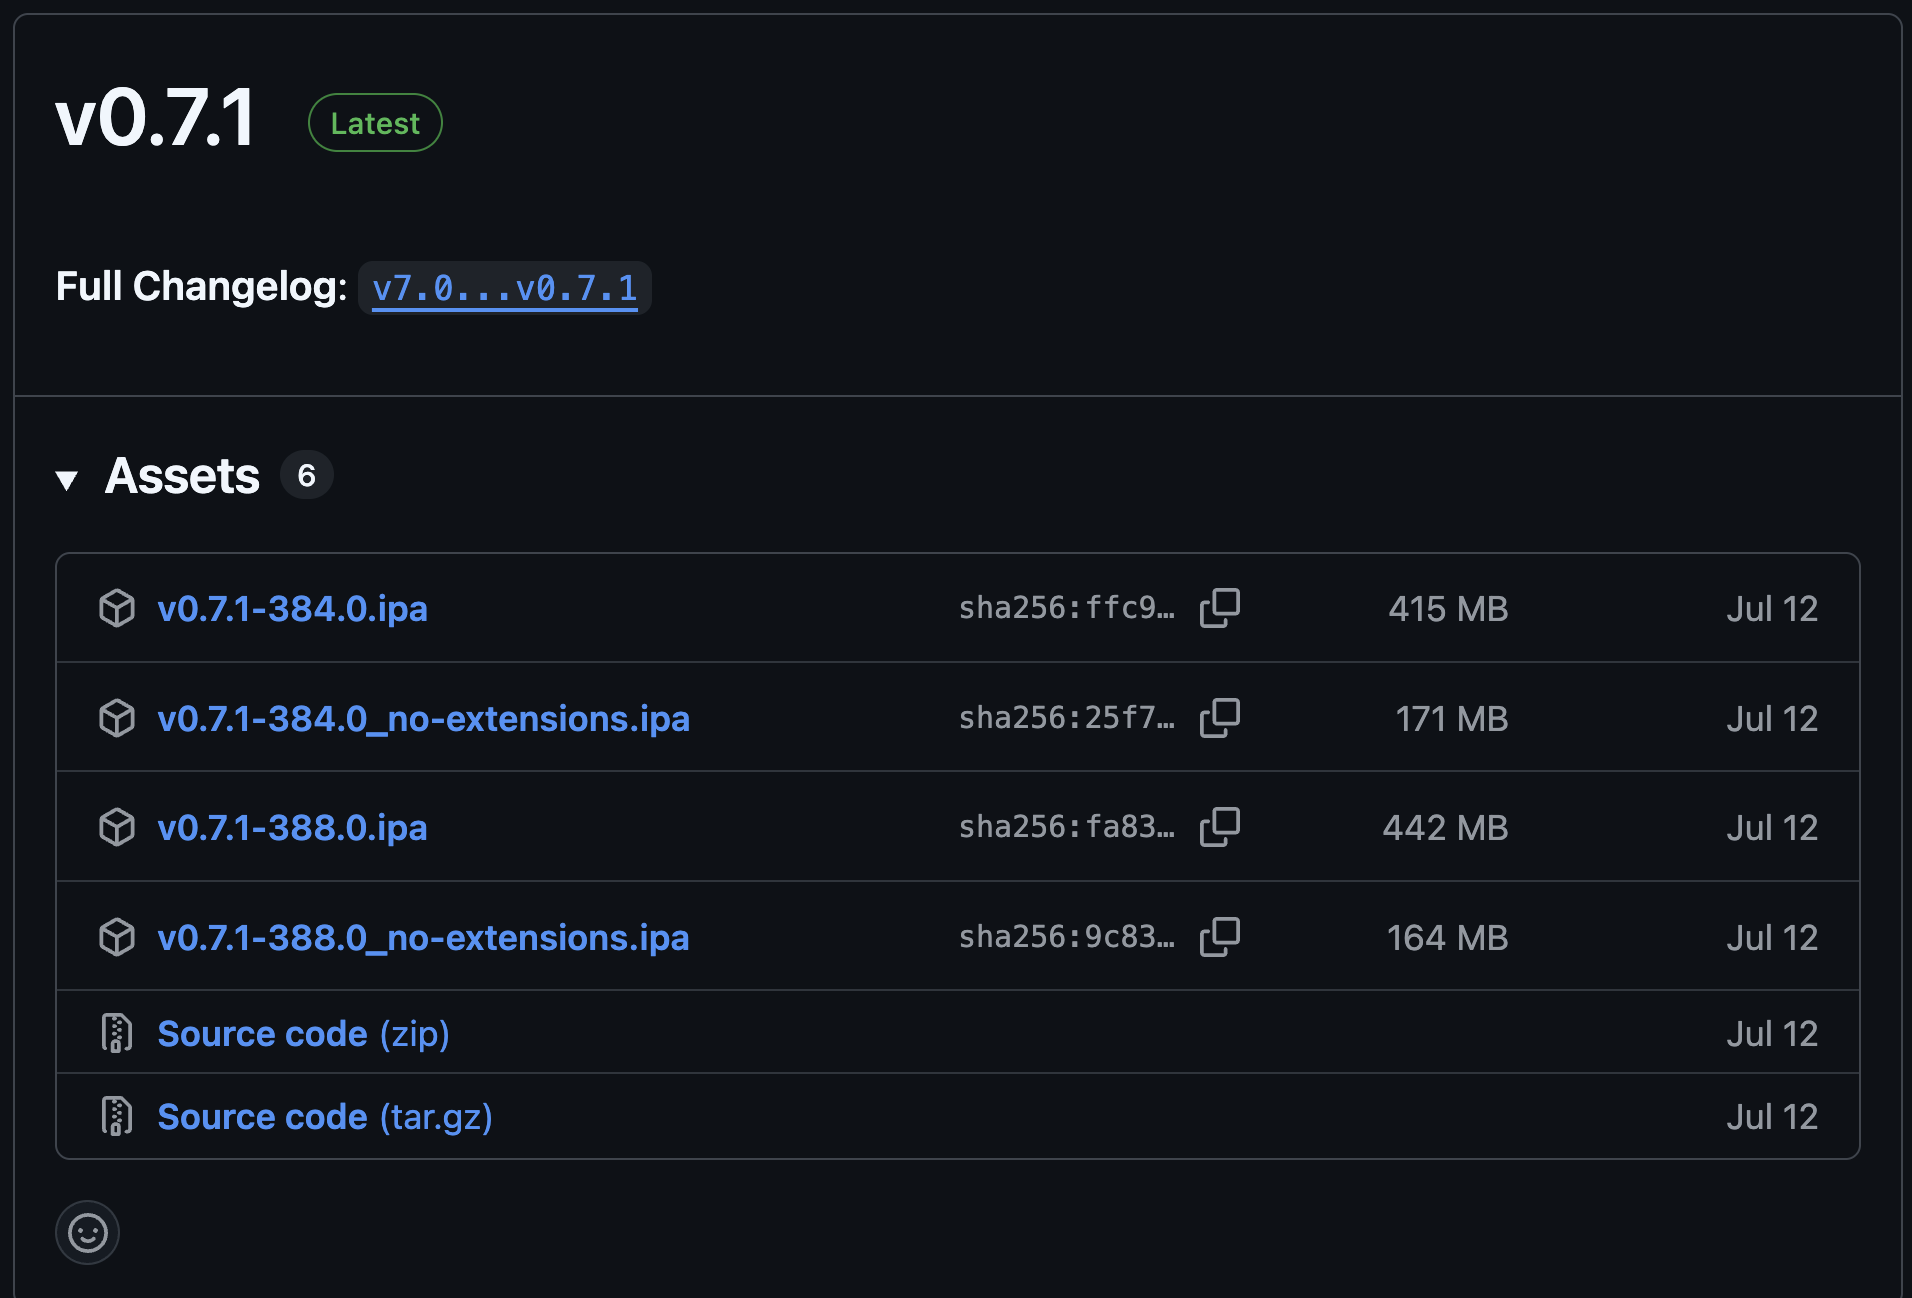 v0.7.1 Latest
Full Changelog: v7.0...v0.7.1
Assets 6
v0.7.1-384.0.ipa sha256:ffc9… 415 MB Jul 12
v0.7.1-384.0_no-extensions.ipa sha256:25f7… 171 MB Jul 12
v0.7.1-388.0.ipa sha256:fa83… 442 MB Jul 12
v0.7.1-388.0_no-extensions.ipa sha256:9c83… 164 MB Jul 12
Source code (zip) Jul 12
Source code (tar.gz) Jul 12